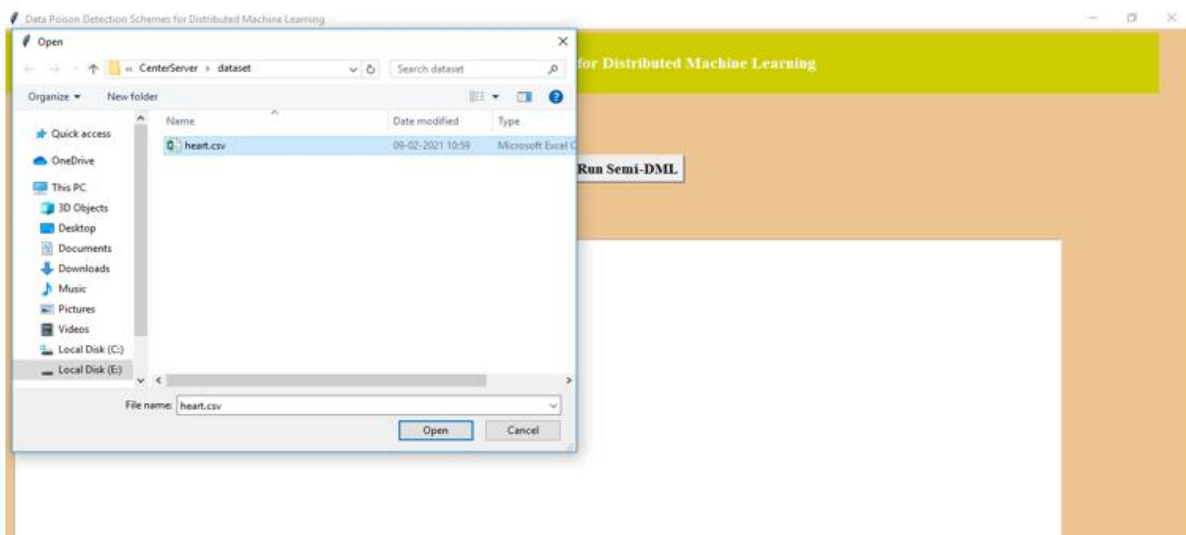 Data Poison Detection Schemes for Distributed Machine Learning
Open
for Distributed Machine Learning
« CenterServer › dataset
Search dataset
Organize
New folder
Name
Date modified
Type
heart.csv
09-02-2021 10:59
Microsoft Excel C
Quick access
OneDrive
This PC
3D Objects
Desktop
Documents
Downloads
Music
Pictures
Videos
Local Disk (C:)
Local Disk (E:)
Run Semi-DML
File name:
heart.csv
Open
Cancel